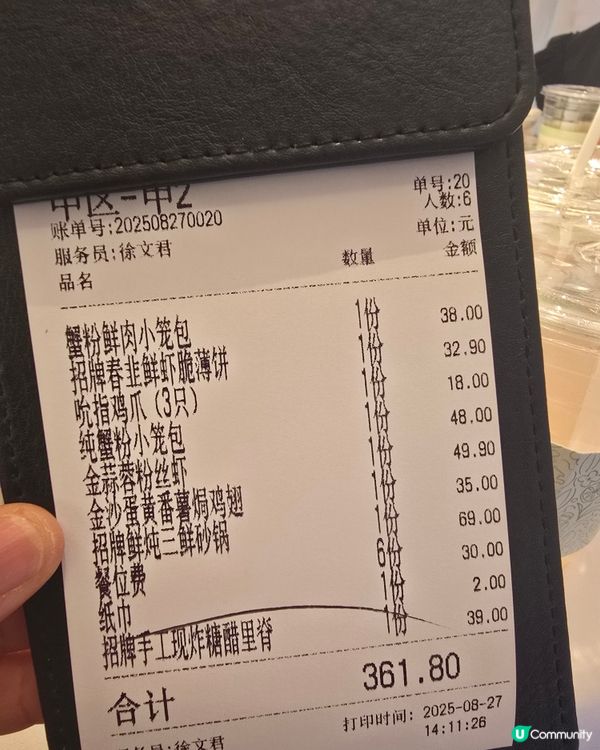 单号:20
账单号:202508270020 人数:6
服务员:徐文君 单位:元
品名 数量 金额
蟹粉鲜肉小笼包 1份 38.00
招牌春韭鲜虾脆薄饼 1份 32.90
吮指鸡爪(3只) 1份 18.00
纯蟹粉小笼包 1份 48.00
金蒜蓉粉丝虾 1份 49.90
金沙蛋黄番薯焗鸡翅 1份 35.00
招牌鲜炖三鲜砂锅 1份 69.00
餐位费 6份 30.00
纸巾 1份 2.00
招牌手工现炸糖醋里脊 1份 39.00
合计 361.80
打印时间: 2025-08-27
14:11:26
服务员:徐文君
U Community